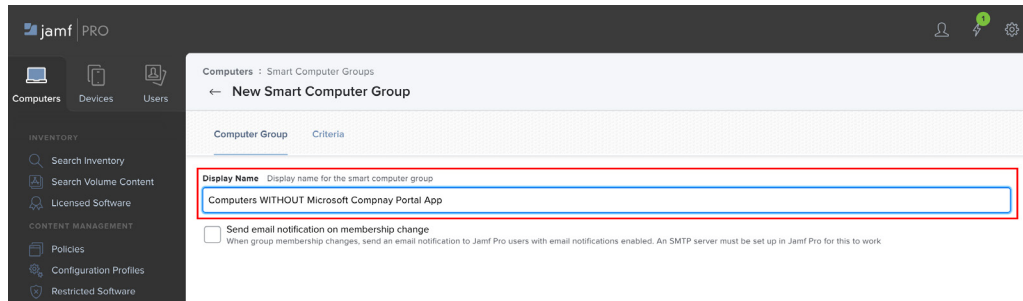 jamf PRO
1
Computers
Devices
Users
INVENTORY
Search Inventory
Search Volume Content
Licensed Software
CONTENT MANAGEMENT
Policies
Configuration Profiles
Restricted Software
Computers : Smart Computer Groups
← New Smart Computer Group
Computer Group
Criteria
Display Name Display name for the smart computer group
Computers WITHOUT Microsoft Compnay Portal App
Send email notification on membership change
When group membership changes, send an email notification to Jamf Pro users with email notifications enabled. An SMTP server must be set up in Jamf Pro for this to work